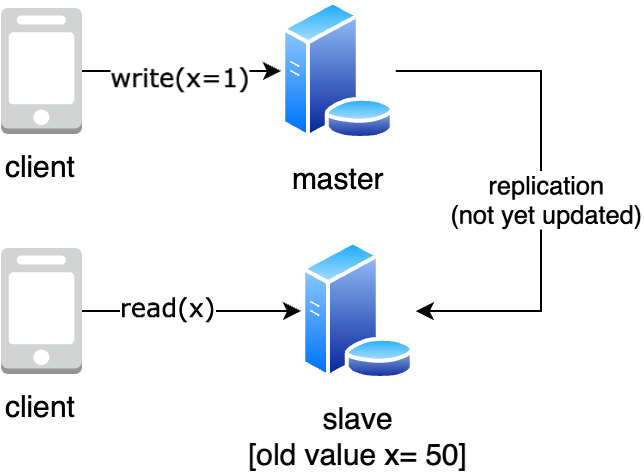 write(x=1)
client
master
replication
(not yet updated)
read(x)
client
slave
[old value x= 50]